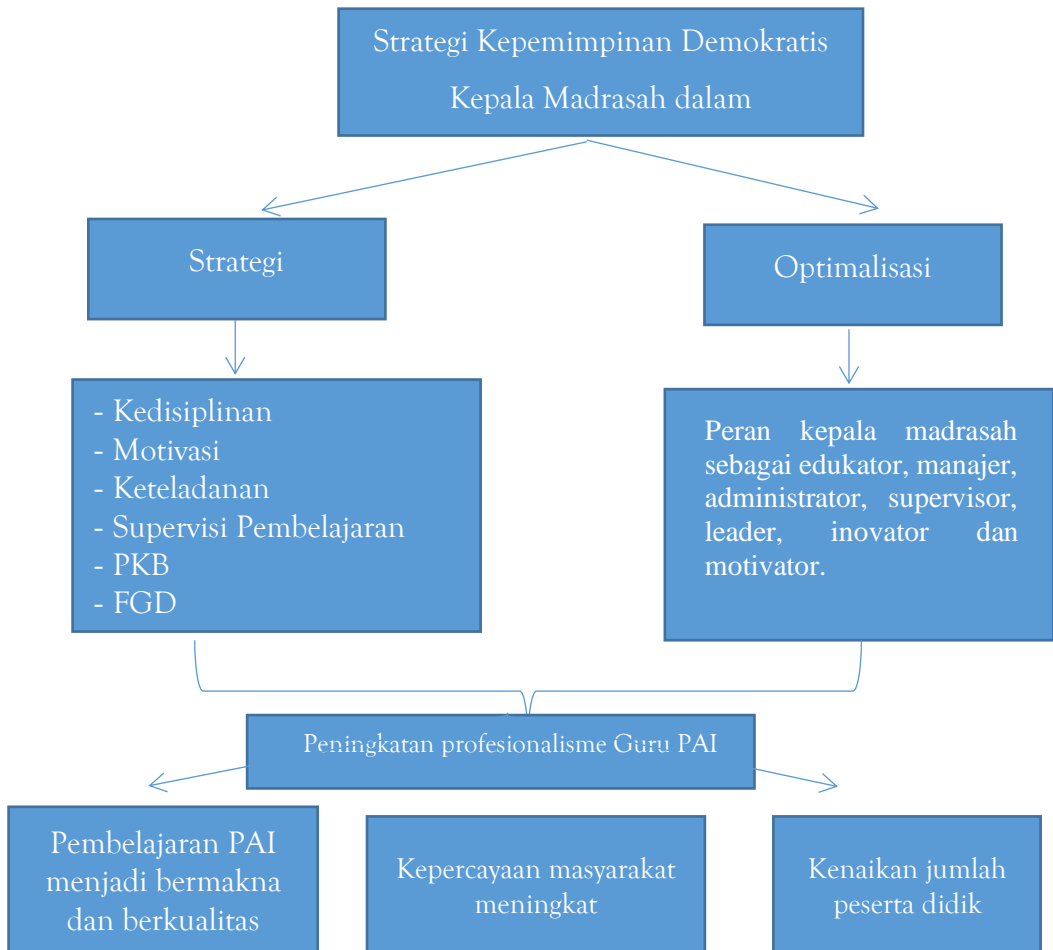 Strategi Kepemimpinan Demokratis
Kepala Madrasah dalam
Strategi
Optimalisasi
- Kedisiplinan
- Motivasi
- Keteladanan
- Supervisi Pembelajaran
- PKB
- FGD
Peran kepala madrasah
sebagai edukator, manajer,
administrator, supervisor,
leader, inovator dan
motivator.
Peningkatan profesionalisme Guru PAI
Pembelajaran PAI
menjadi bermakna
dan berkualitas
Kepercayaan masyarakat
meningkat
Kenaikan jumlah
peserta didik